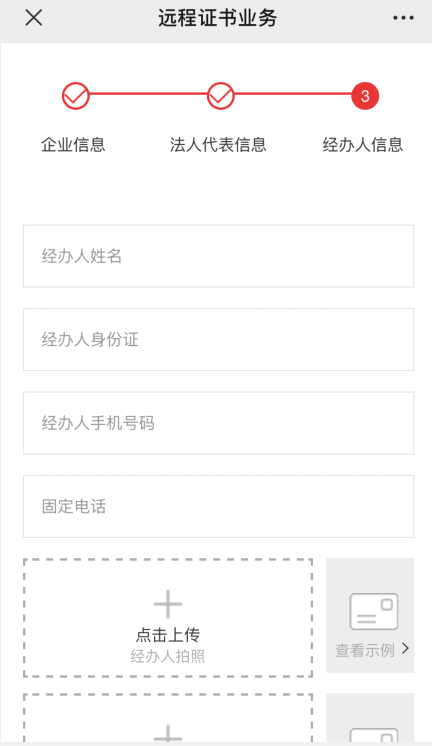 远程证书业务
3
企业信息
法人代表信息
经办人信息
经办人姓名
经办人身份证
经办人手机号码
固定电话
点击上传
经办人拍照
查看示例